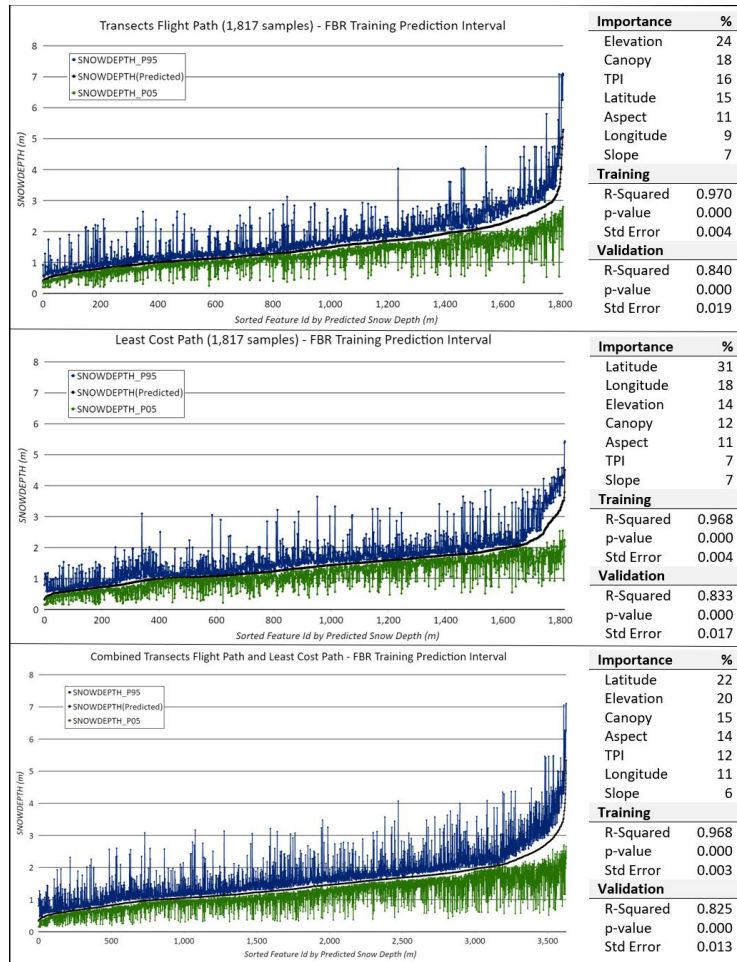 Transects Flight Path (1,817 samples) - FBR Training Prediction Interval
8
7
6
5
4
3
2
1
0
SNOWDEPTH (m)
SNOWDEPTH_P95
SNOWDEPTH(Predicted)
SNOWDEPTH_P05
0 200 400 600 800 1,000 1,200 1,400 1,600 1,800
Sorted Feature Id by Predicted Snow Depth (m)
Importance %
Elevation 24
Canopy 18
TPI 16
Latitude 15
Aspect 11
Longitude 9
Slope 7
Training
R-Squared 0.970
p-value 0.000
Std Error 0.004
Validation
R-Squared 0.840
p-value 0.000
Std Error 0.019
Least Cost Path (1,817 samples) - FBR Training Prediction Interval
8
7
6
5
4
3
2
1
0
SNOWDEPTH (m)
SNOWDEPTH_P95
SNOWDEPTH(Predicted)
SNOWDEPTH_P05
0 200 400 600 800 1,000 1,200 1,400 1,600 1,800
Sorted Feature Id by Predicted Snow Depth (m)
Importance %
Latitude 31
Longitude 18
Elevation 14
Canopy 12
Aspect 11
TPI 7
Slope 7
Training
R-Squared 0.968
p-value 0.000
Std Error 0.004
Validation
R-Squared 0.833
p-value 0.000
Std Error 0.017
Combined Transects Flight Path and Least Cost Path - FBR Training Prediction Interval
8
7
6
5
4
3
2
1
0
SNOWDEPTH (m)
SNOWDEPTH_P95
SNOWDEPTH(Predicted)
SNOWDEPTH_P05
0 500 1,000 1,500 2,000 2,500 3,000 3,500
Sorted Feature Id by Predicted Snow Depth (m)
Importance %
Latitude 22
Elevation 20
Canopy 15
Aspect 14
TPI 12
Longitude 11
Slope 6
Training
R-Squared 0.968
p-value 0.000
Std Error 0.003
Validation
R-Squared 0.825
p-value 0.000
Std Error 0.013